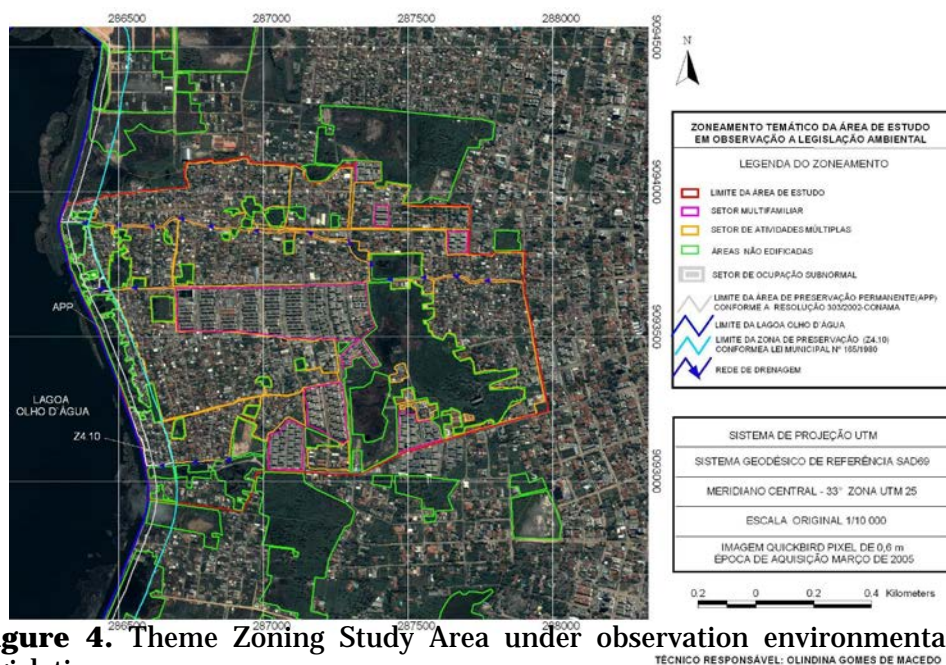 286500
287000
287500
288000
9094500
9094000
9093500
9093000
APP
LAGOA
OLHO D'ÁGUA
Z4.10
286500
287000
287500
288000
N
ZONEAMENTO TEMÁTICO DA ÁREA DE ESTUDO
EM OBSERVAÇÃO A LEGISLAÇÃO AMBIENTAL
LEGENDA DO ZONEAMENTO
LIMITE DA ÁREA DE ESTUDO
SETOR MULTIFAMILIAR
SETOR DE ATIVIDADES MÚLTIPLAS
ÁREAS NÃO EDIFICADAS
SETOR DE OCUPAÇÃO SUBNORMAL
LIMITE DA ÁREA DE PRESERVAÇÃO PERMANENTE(APP)
CONFORME A RESOLUÇÃO 303/2002-CONAMA
LIMITE DA LAGOA OLHO D'ÁGUA
LIMITE DA ZONA DE PRESERVAÇÃO (Z4.10)
CONFORMEA LEI MUNICIPAL Nº 165/1980
REDE DE DRENAGEM
SISTEMA DE PROJEÇÃO UTM
SISTEMA GEODÉSICO DE REFERÊNCIA SAD69
MERIDIANO CENTRAL - 33° ZONA UTM 25
ESCALA ORIGINAL 1/10 000
IMAGEM QUICKBIRD PIXEL DE 0,6 m
ÉPOCA DE AQUISIÇÃO MARÇO DE 2005
0.2 0 0.2 0.4 Kilometers
gure 4. Theme Zoning Study Area under observation environmenta
TÉCNICO RESPONSÁVEL: OLINDINA GOMES DE MACEDO